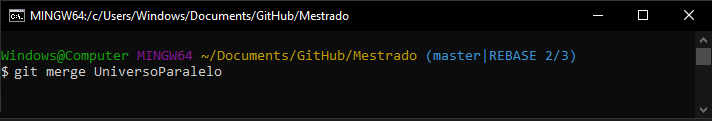 MINGW64:/c/Users/Windows/Documents/GitHub/Mestrado
Windows@Computer MINGW64 ~/Documents/GitHub/Mestrado (master|REBASE 2/3)
$ git merge UniversoParalelo